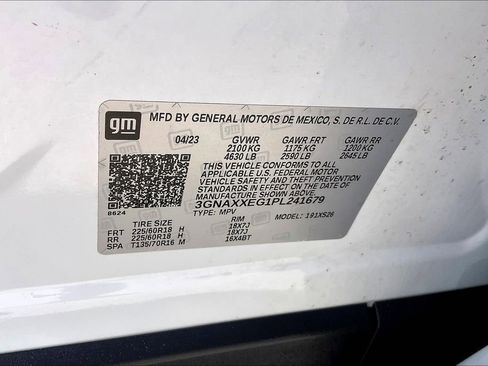 gm
MFD BY GENERAL MOTORS DE MEXICO, S. DE R.L. DE C.V.
04/23 GVWR GAWR FRT GAWR RR
2100 KG 1175 KG 1200 KG
4630 LB 2590 LB 2645 LB
THIS VEHICLE CONFORMS TO ALL
APPLICABLE U.S. FEDERAL MOTOR
VEHICLE SAFETY, BUMPER, AND THEFT
PREVENTION STANDARDS IN EFFECT ON
THE DATE OF MANUFACTURE SHOWN ABOVE.
3GNAXXEG1PL241679
8624 TYPE: MPV MODEL: 191XS26
TIRE SIZE RIM
FRT 225/60R18 H 18X7J
RR 225/60R18 H 18X7J
SPA T135/70R16 M 16X4BT